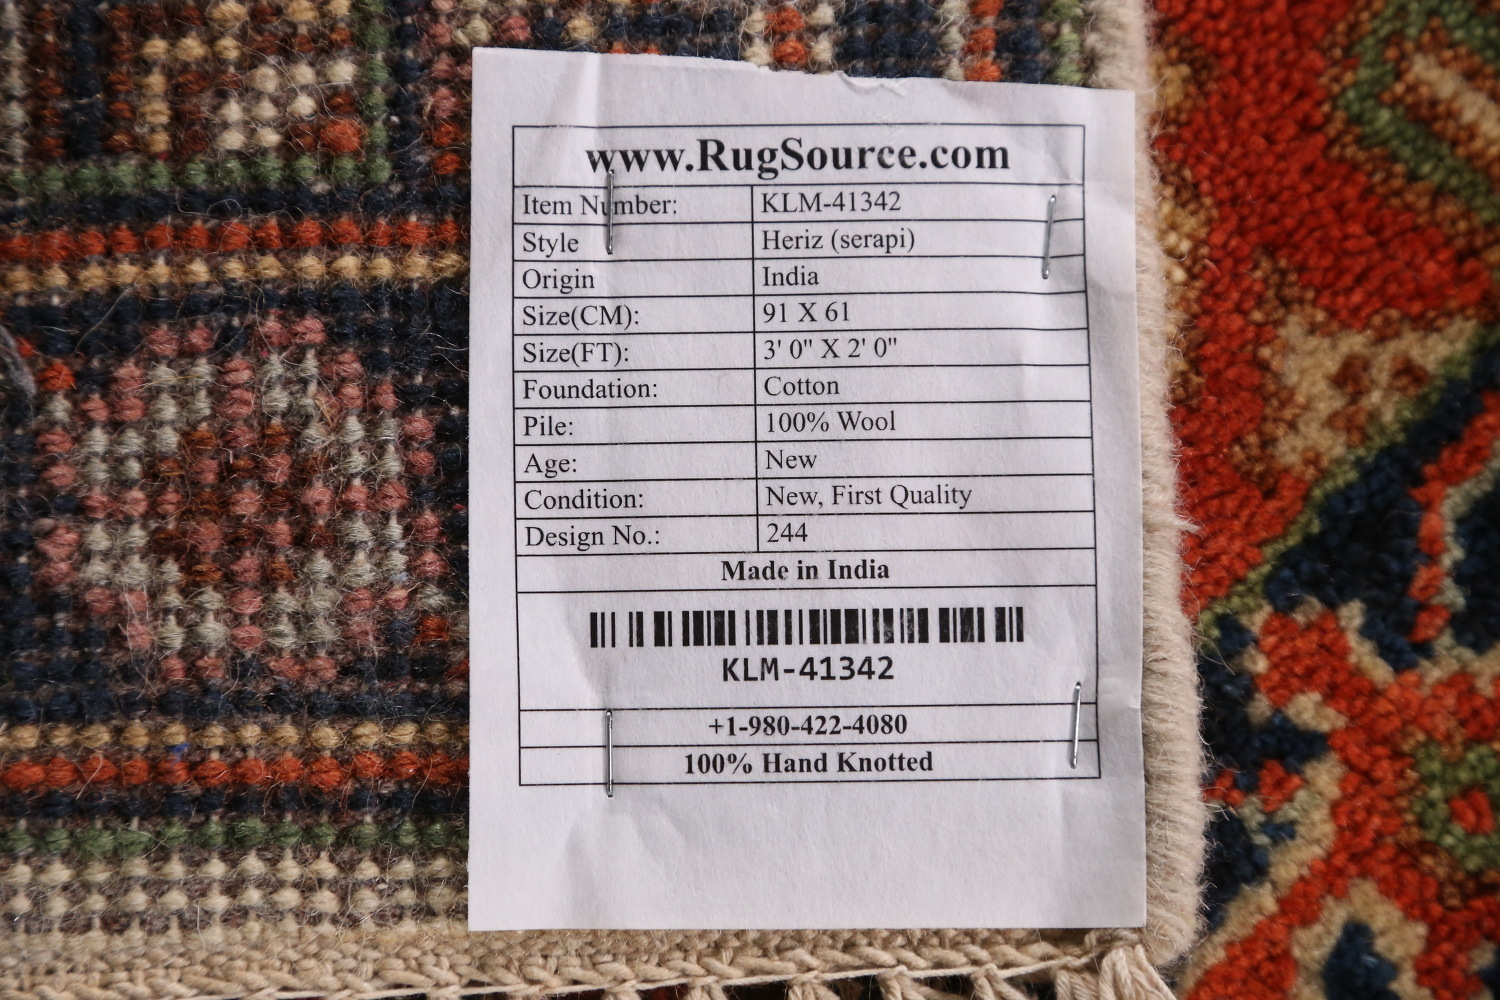 www.RugSource.com
Item Number: KLM-41342
Style Heriz (serapi)
Origin India
Size(CM): 91 X 61
Size(FT): 3' 0" X 2' 0"
Foundation: Cotton
Pile: 100% Wool
Age: New
Condition: New, First Quality
Design No.: 244
Made in India
KLM-41342
+1-980-422-4080
100% Hand Knotted